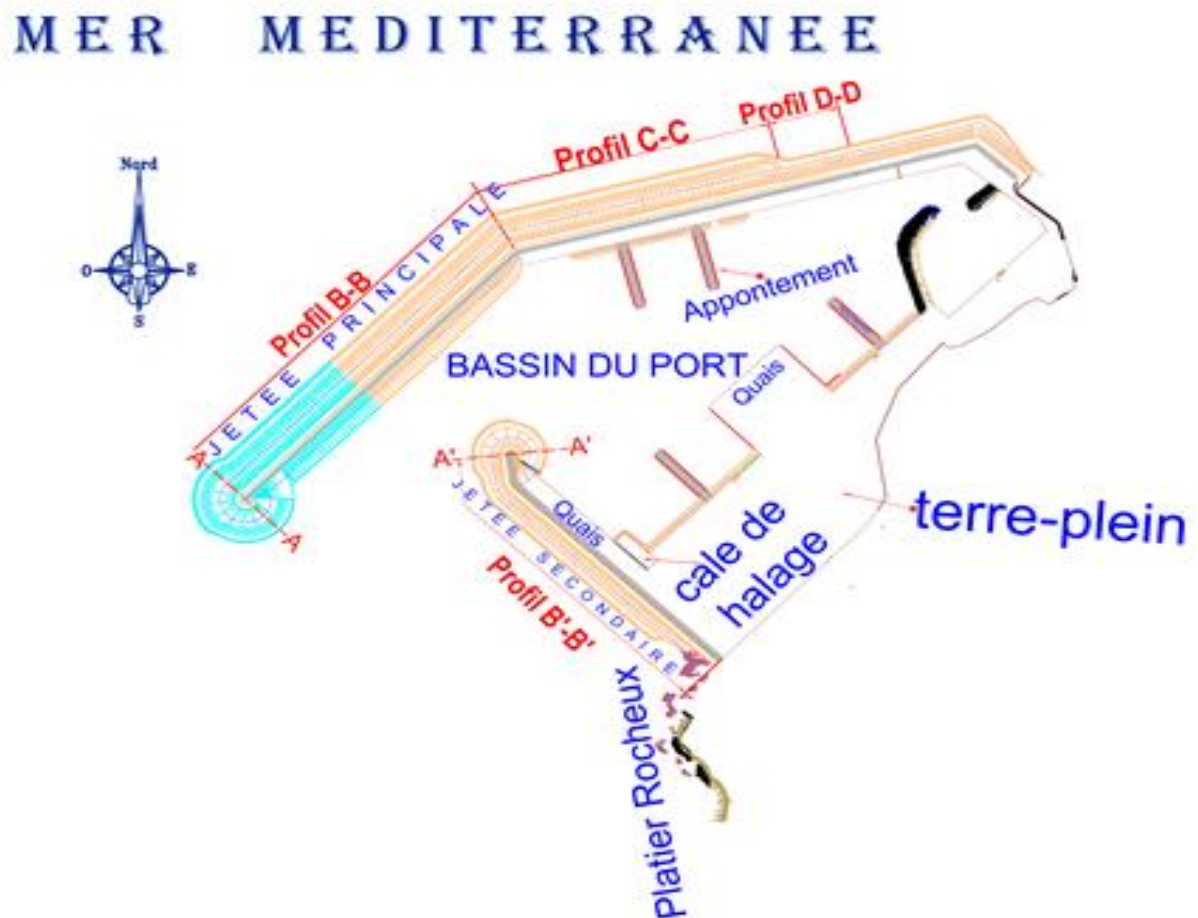 MER MEDITERRANEE
Profil D-D
Profil C-C
Nord
O
E
S
JETEE PRINCIPALE
Profil B-B
Appontement
BASSIN DU PORT
Quais
A
A
A'
A'
JETEE SECONDAIRE
Quais
Profil B'-B'
cale de
halage
terre-plein
Platier Rocheux